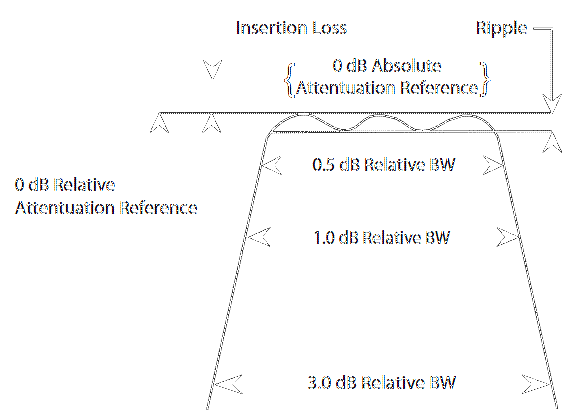 Insertion Loss
Ripple
0 dB Absolute
Attentuation Reference
0 dB Relative
Attentuation Reference
0.5 dB Relative BW
1.0 dB Relative BW
3.0 dB Relative BW